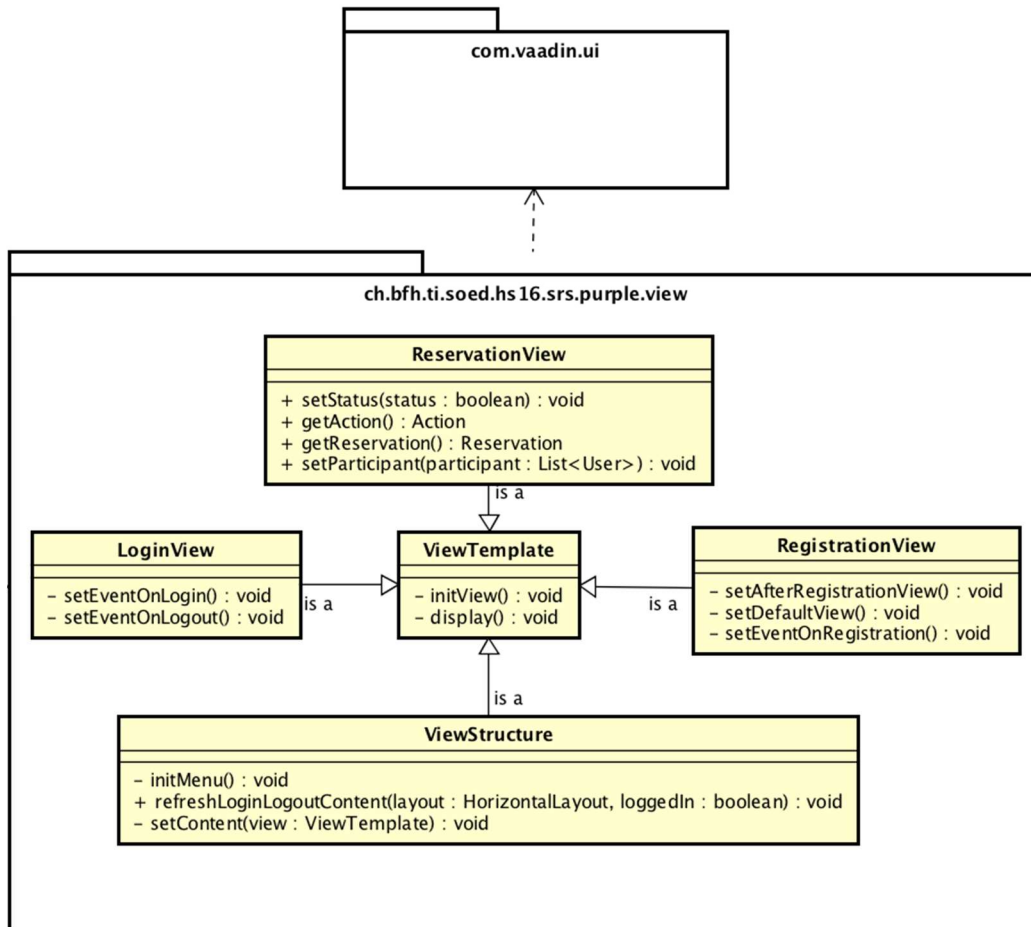 com.vaadin.ui
ch.bfh.ti.soed.hs16.srs.purple.view
ReservationView
+ setStatus(status : boolean) : void
+ getAction() : Action
+ getReservation() : Reservation
+ setParticipant(participant : List<User>) : void
is a
LoginView
- setEventOnLogin() : void
- setEventOnLogout() : void
is a
ViewTemplate
- initView() : void
- display() : void
RegistrationView
- setAfterRegistrationView() : void
- setDefaultView() : void
- setEventOnRegistration() : void
is a
is a
ViewStructure
- initMenu() : void
+ refreshLoginLogoutContent(layout : HorizontalLayout, loggedIn : boolean) : void
- setContent(view : ViewTemplate) : void